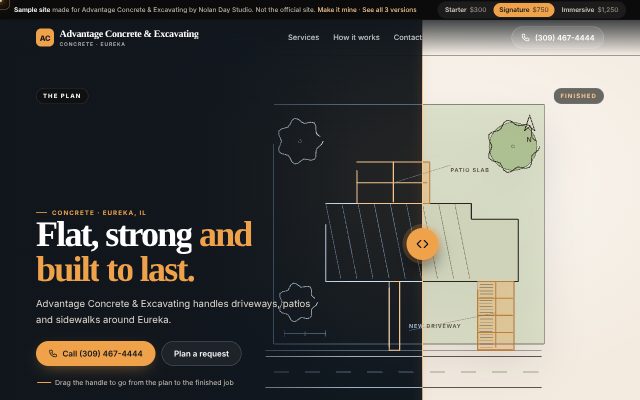 Sample site made for Advantage Concrete & Excavating by Nolan Day Studio. Not the official site. Make it mine · See all 3 versions
Starter $300 Signature $750 Immersive $1,250
AC Advantage Concrete & Excavating
CONCRETE · EUREKA
Services How it works Contact
(309) 467-4444
THE PLAN
FINISHED
N
PATIO SLAB
CONCRETE · EUREKA, IL
Flat, strong and
built to last.
Advantage Concrete & Excavating handles driveways, patios
and sidewalks around Eureka.
NEW DRIVEWAY
Call (309) 467-4444 Plan a request
Drag the handle to go from the plan to the finished job